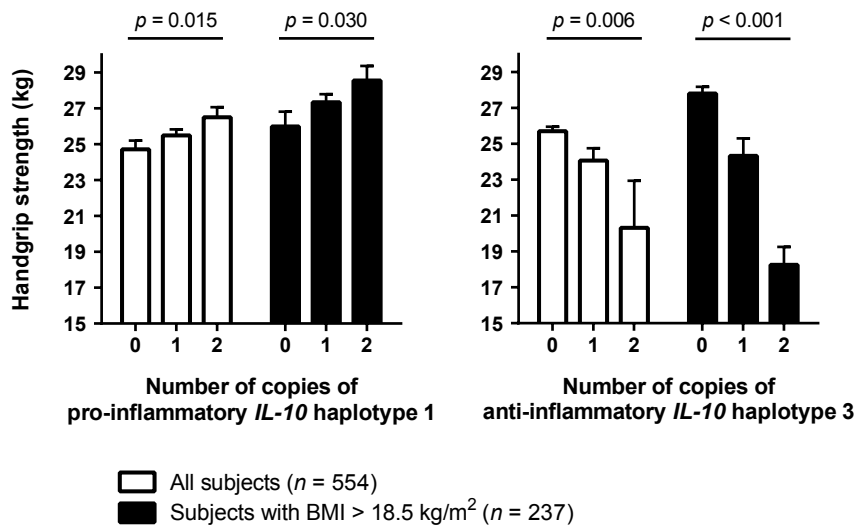 p = 0.015
p = 0.030
p = 0.006
p < 0.001
Handgrip strength (kg)
29
27
25
23
21
19
17
15
0 1 2 0 1 2
Number of copies of
pro-inflammatory IL-10 haplotype 1
29
27
25
23
21
19
17
15
0 1 2 0 1 2
Number of copies of
anti-inflammatory IL-10 haplotype 3
All subjects (n = 554)
Subjects with BMI > 18.5 kg/m² (n = 237)